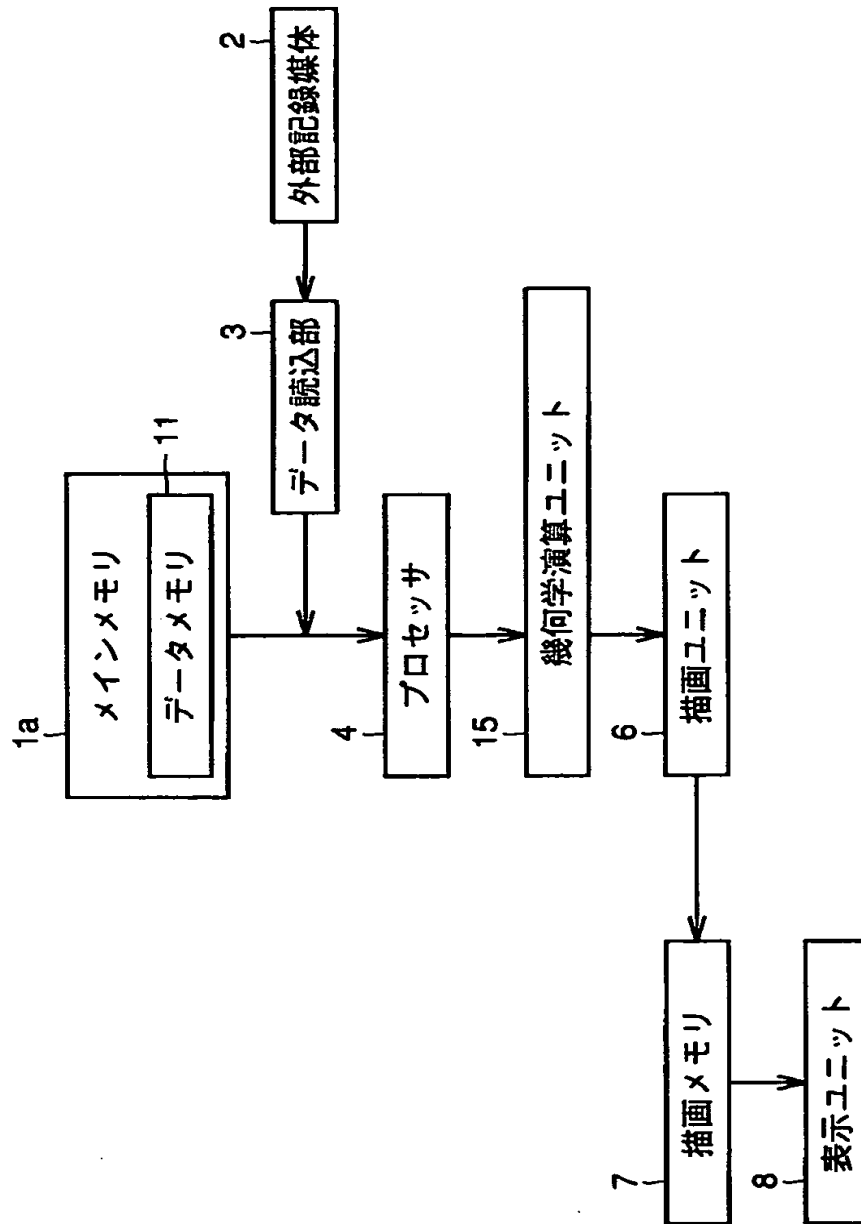 1a
メインメモリ
データメモリ
11
3
データ読込部
2
外部記録媒体
4
プロセッサ
15
幾何学演算ユニット
6
描画ユニット
7
描画メモリ
8
表示ユニット